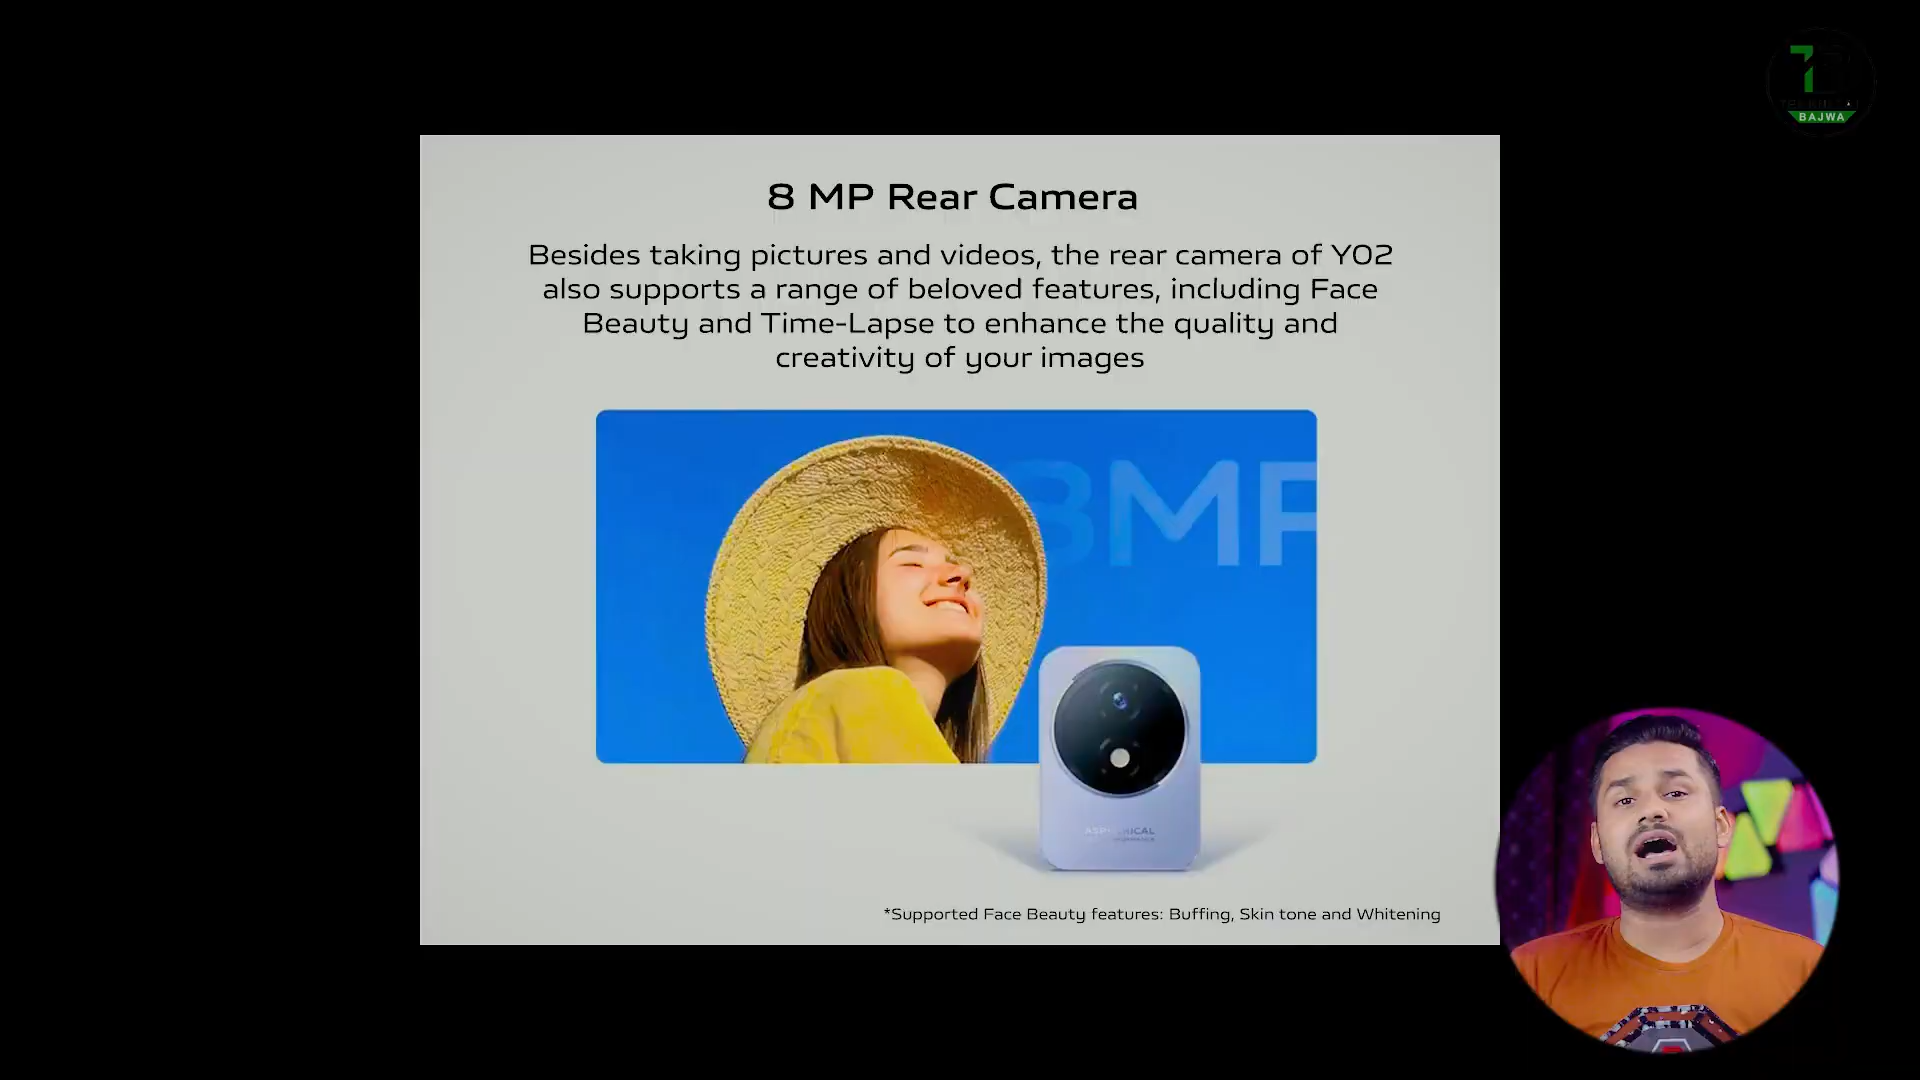 BAJWA
8 MP Rear Camera
Besides taking pictures and videos, the rear camera of Y02
also supports a range of beloved features, including Face
Beauty and Time-Lapse to enhance the quality and
creativity of your images
8MP
*Supported Face Beauty features: Buffing, Skin tone and Whitening